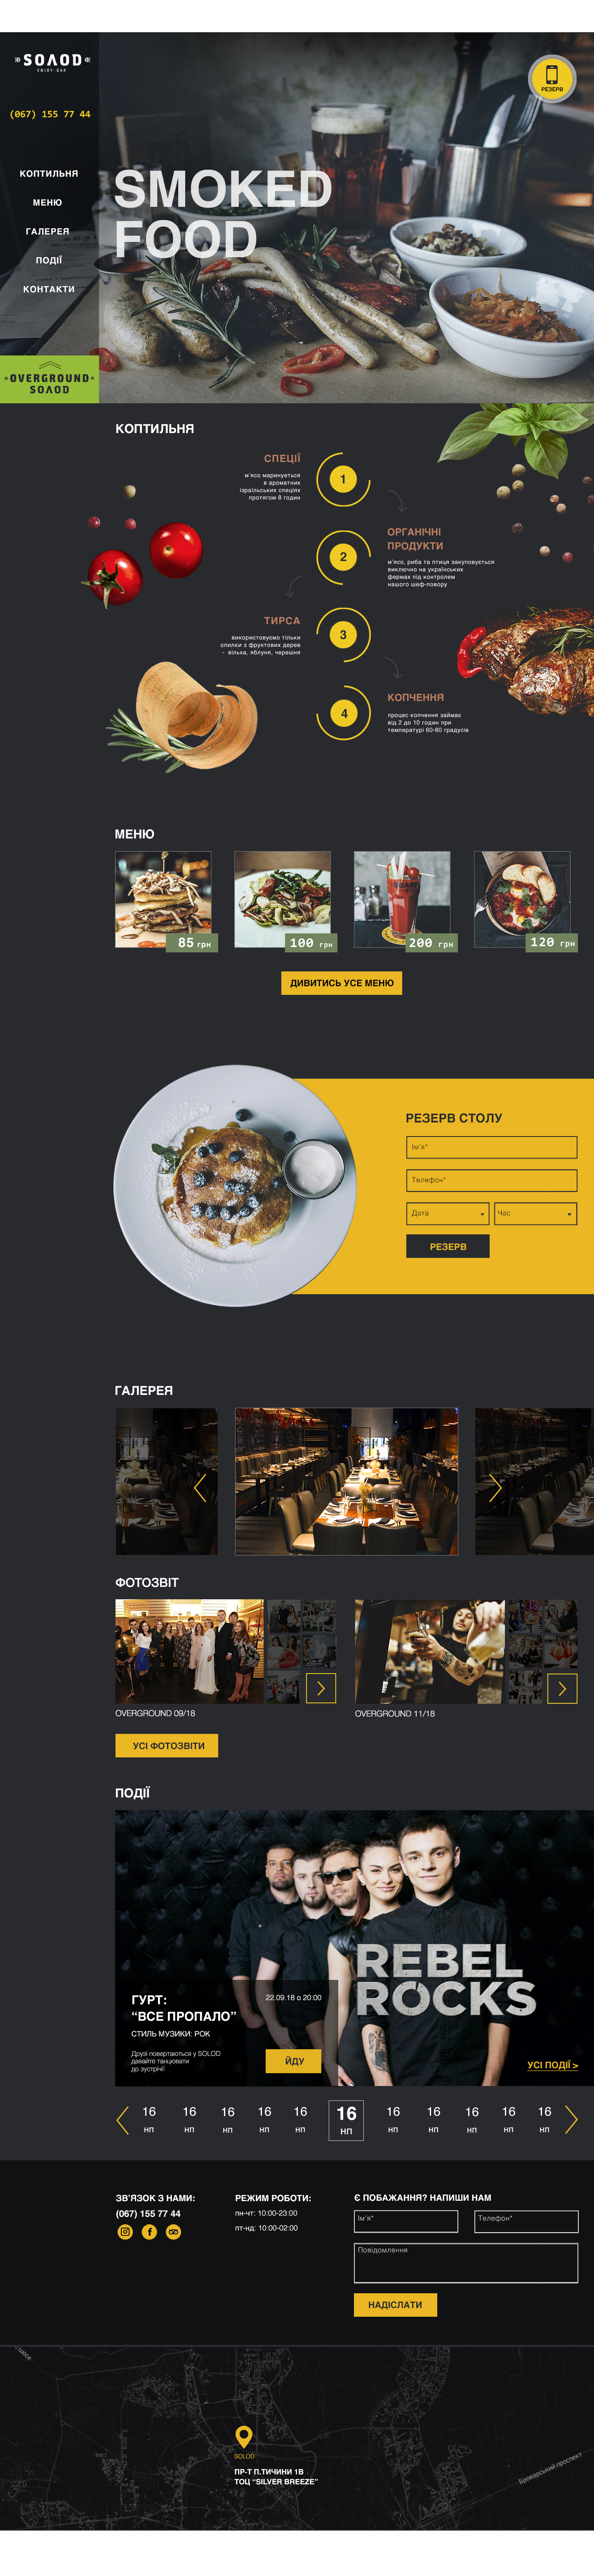 SОЛОD
ENJOY-BAR
(067) 155 77 44
КОПТИЛЬНЯ
МЕНЮ
ГАЛЕРЕЯ
ПОДІЇ
КОНТАКТИ
OVERGROUND
SОЛОD
РЕЗЕРВ
SMOKED
FOOD
КОПТИЛЬНЯ
СПЕЦІЇ
м'ясо маринується
в ароматних
ізраїльських спеціях
протягом 8 годин
1
2
ОРГАНІЧНІ
ПРОДУКТИ
м'ясо, риба та птиця закуповується
виключно на українських
фермах під контролем
нашого шеф-повору
ТИРСА
використовуємо тільки
опилки з фруктових дерев
- вільха, яблуня, черешня
3
4
КОПЧЕННЯ
процес копчення займає
від 2 до 10 годин при
температурі 60-80 градусів
МЕНЮ
85 грн
100 грн
200 грн
120 грн
ДИВИТИСЬ УСЕ МЕНЮ
РЕЗЕРВ СТОЛУ
Ім'я*
Телефон*
Дата
Час
РЕЗЕРВ
ГАЛЕРЕЯ
ФОТОЗВІТ
OVERGROUND 09/18
OVERGROUND 11/18
УСІ ФОТОЗВІТИ
ПОДІЇ
REBEL
ROCKS
ГУРТ:
“ВСЕ ПРОПАЛО”
СТИЛЬ МУЗИКИ: РОК
Друзі повертаються у SOLOD
давайте танцювати
до зустрічі!
22.09.18 о 20:00
ЙДУ
УСІ ПОДІЇ >
16 16 16 16 16 16 16 16 16 16 16
НП НП НП НП НП НП НП НП НП НП НП
ЗВ'ЯЗОК З НАМИ:
(067) 155 77 44
РЕЖИМ РОБОТИ:
пн-чт: 10:00-23:00
пт-нд: 10:00-02:00
Є ПОБАЖАННЯ? НАПИШИ НАМ
Ім'я*
Телефон*
Повідомлення
НАДІСЛАТИ
SOLOD
ПР-Т П.ТИЧИНИ 1В
ТОЦ “SILVER BREEZE”
Броварський проспект